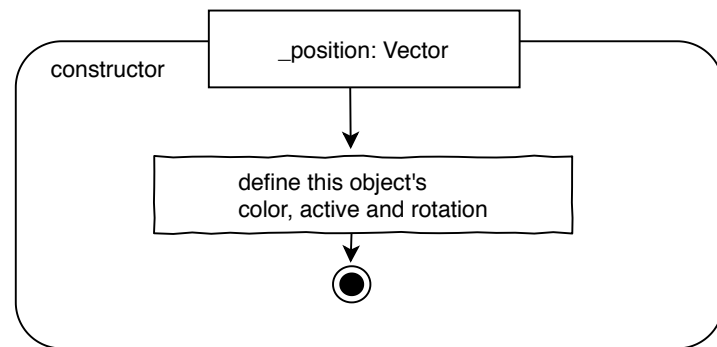 _position: Vector
constructor
define this object's
color, active and rotation